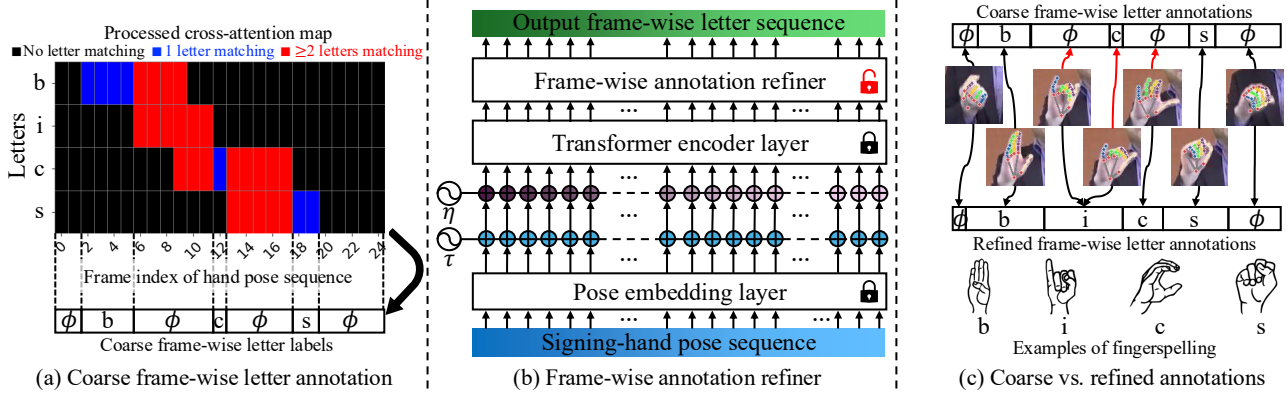 Processed cross-attention map
No letter matching 1 letter matching ≥2 letters matching
Letters
b
i
c
s
0 2 4 6 8 10 12 14 16 18 20 22 24
Frame index of hand pose sequence
ϕ b ϕ c ϕ s ϕ
Coarse frame-wise letter labels
(a) Coarse frame-wise letter annotation
Output frame-wise letter sequence
...
Frame-wise annotation refiner
... ...
Transformer encoder layer
... ...
η
... ...
τ
... ...
Pose embedding layer
... ...
Signing-hand pose sequence
(b) Frame-wise annotation refiner
Coarse frame-wise letter annotations
ϕ b ϕ c ϕ s ϕ
ϕ b i c s ϕ
Refined frame-wise letter annotations
b i c s
Examples of fingerspelling
(c) Coarse vs. refined annotations